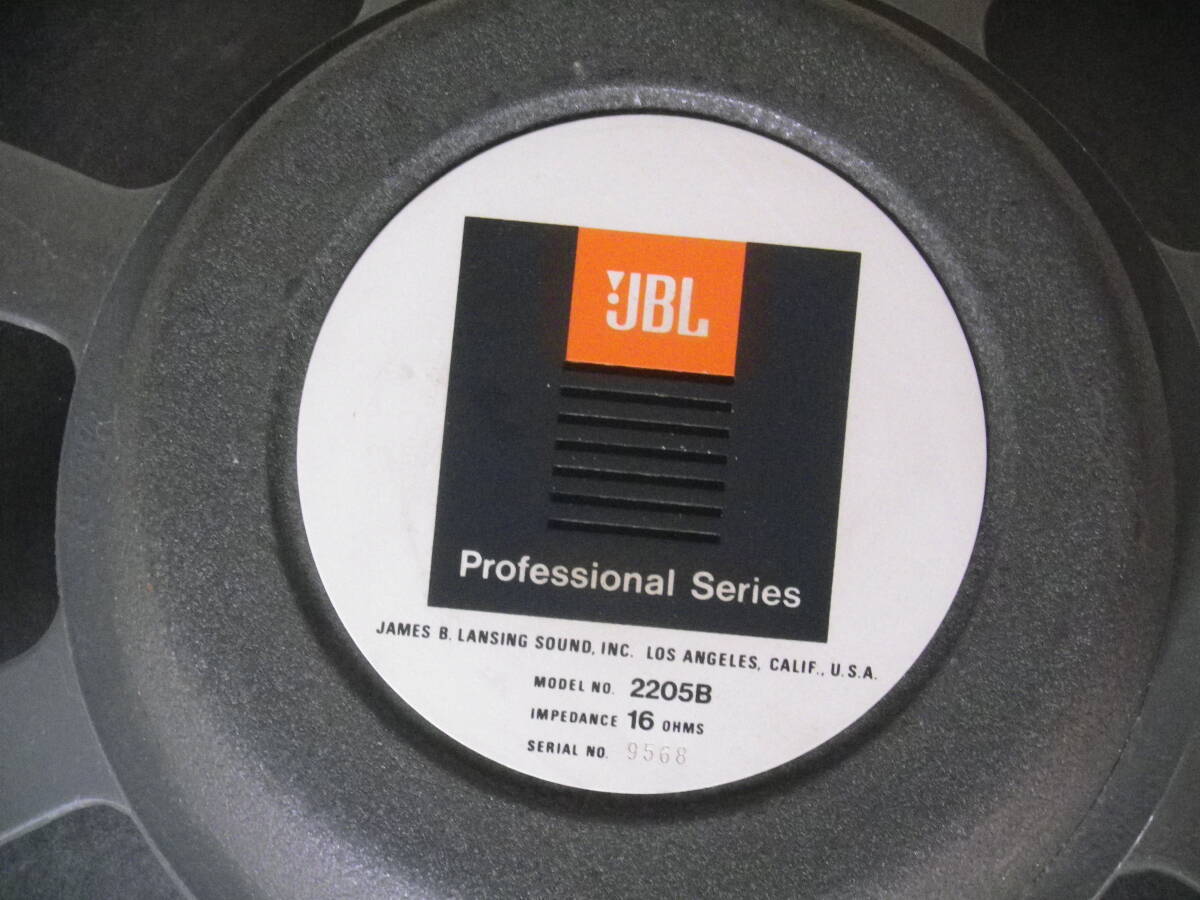 JBL
Professional Series
JAMES B. LANSING SOUND, INC. LOS ANGELES, CALIF., U.S.A.
MODEL NO. 2205B
IMPEDANCE 16 OHMS
SERIAL NO. 9568